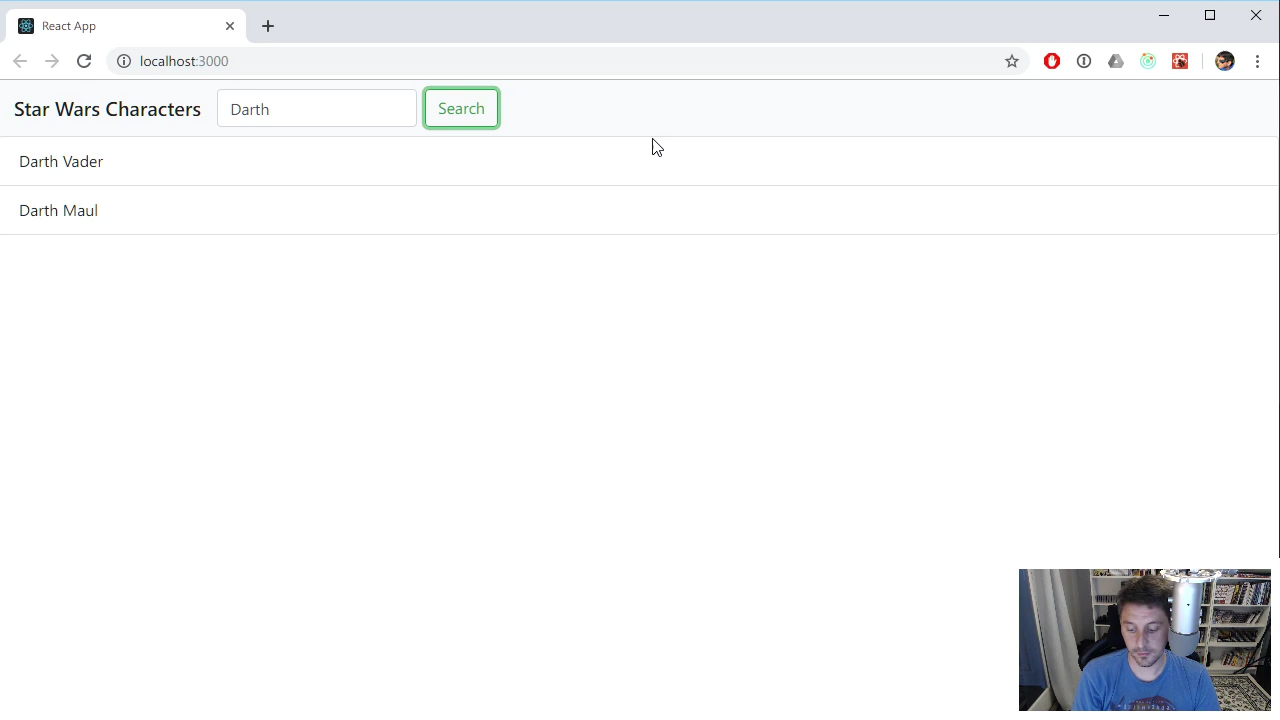 React App
localhost:3000
Star Wars Characters
Darth
Search
Darth Vader
Darth Maul